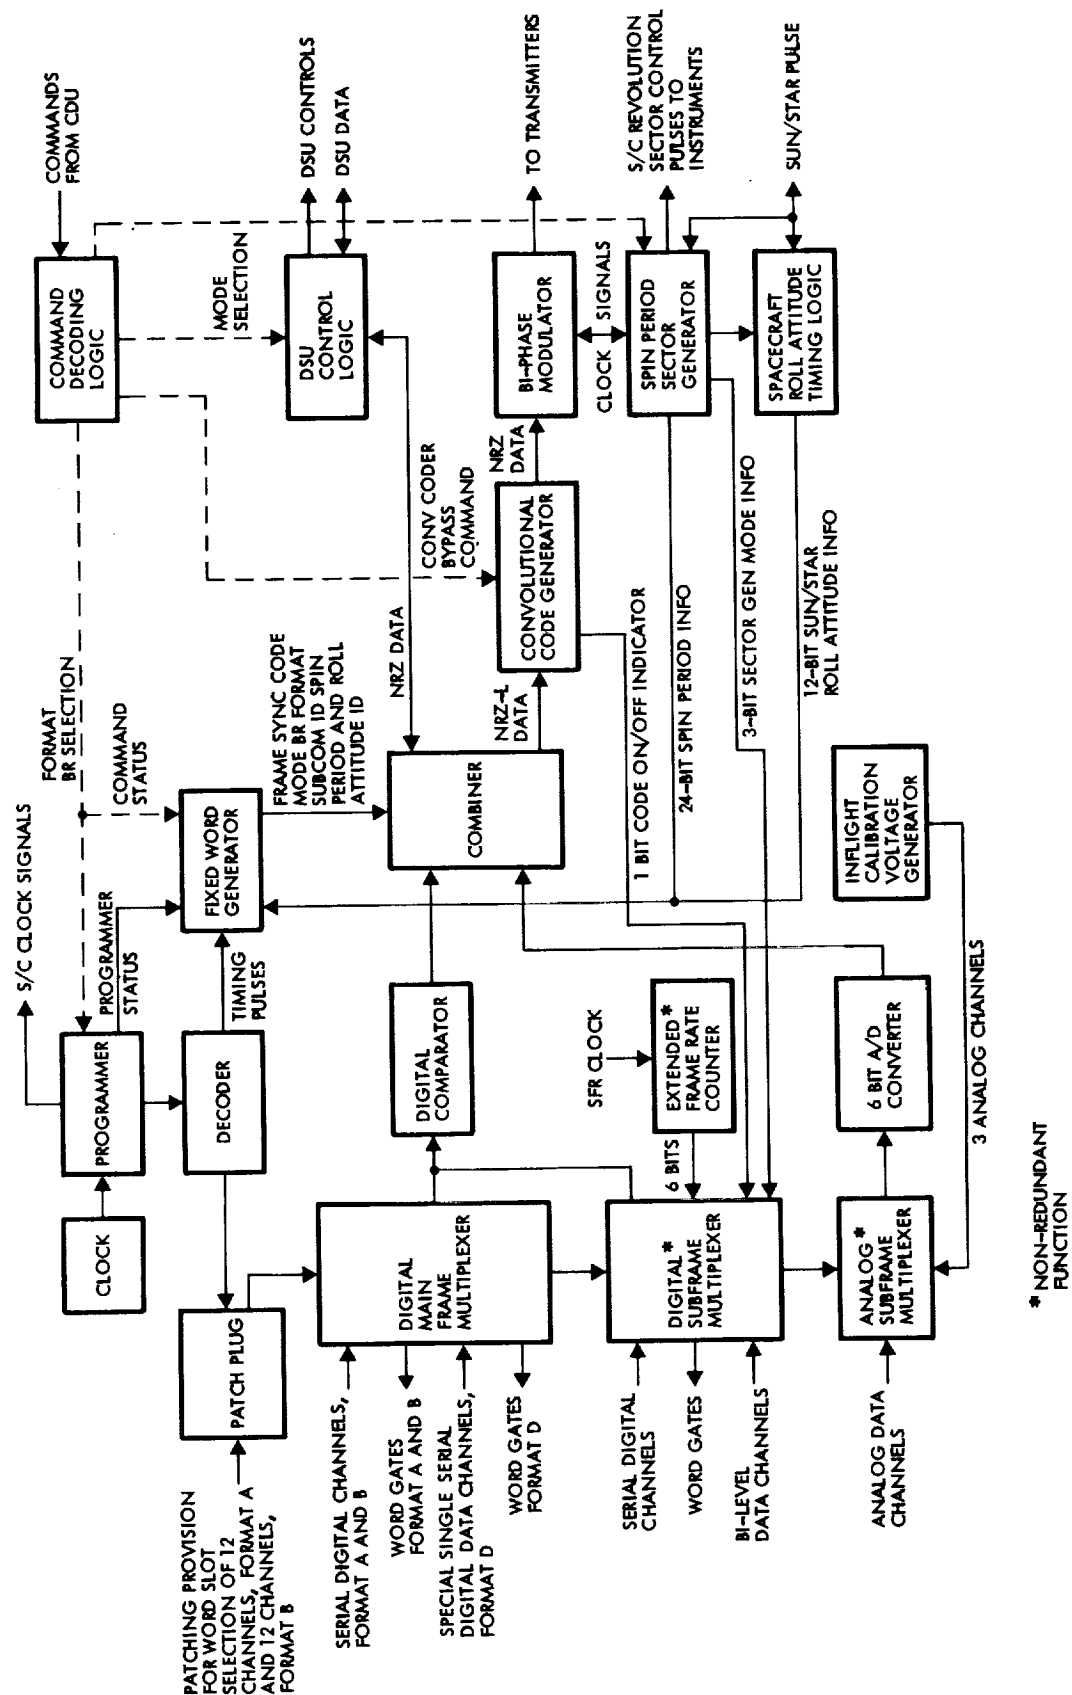 PATCHING PROVISION
FOR WORD SLOT
SELECTION OF 12
CHANNELS, FORMAT A
AND 12 CHANNELS,
FORMAT B
PATCH PLUG
SERIAL DIGITAL CHANNELS,
FORMAT A AND B
WORD GATES
FORMAT A AND B
SPECIAL SINGLE SERIAL
DIGITAL DATA CHANNELS,
FORMAT D
WORD GATES
FORMAT D
SERIAL DIGITAL
CHANNELS
WORD GATES
BI-LEVEL
DATA CHANNELS
ANALOG DATA
CHANNELS
CLOCK
PROGRAMMER
S/C CLOCK SIGNALS
DECODER
PROGRAMMER
STATUS
TIMING
PULSES
DIGITAL
MAIN
FRAME
MULTIPLEXER
DIGITAL*
SUBFRAME
MULTIPLEXER
ANALOG*
SUBFRAME
MULTIPLEXER
DIGITAL
COMPARATOR
SFR CLOCK
EXTENDED*
FRAME RATE
COUNTER
6 BITS
6 BIT A/D
CONVERTER
3 ANALOG CHANNELS
INFLIGHT
CALIBRATION
VOLTAGE
GENERATOR
FORMAT
BR SELECTION
COMMAND
STATUS
FIXED WORD
GENERATOR
FRAME SYNC CODE
MODE BR FORMAT
SUBCOM ID SPIN
PERIOD AND ROLL
ATTITUDE ID
COMBINER
NRZ DATA
NRZ-L
DATA
CONV CODER
BYPASS
COMMAND
CONVOLUTIONAL
CODE GENERATOR
NRZ
DATA
1 BIT CODE ON/OFF INDICATOR
24-BIT SPIN PERIOD INFO
3-BIT SECTOR GEN MODE INFO
12-BIT SUN/STAR
ROLL ATTITUDE INFO
COMMANDS
FROM CDU
COMMAND
DECODING
LOGIC
MODE
SELECTION
DSU
CONTROL
LOGIC
DSU CONTROLS
DSU DATA
BI-PHASE
MODULATOR
TO TRANSMITTERS
CLOCK SIGNALS
SPIN PERIOD
SECTOR
GENERATOR
S/C REVOLUTION
SECTOR CONTROL
PULSES TO
INSTRUMENTS
SPACECRAFT
ROLL ATTITUDE
TIMING LOGIC
SUN/STAR PULSE
* NON-REDUNDANT
FUNCTION